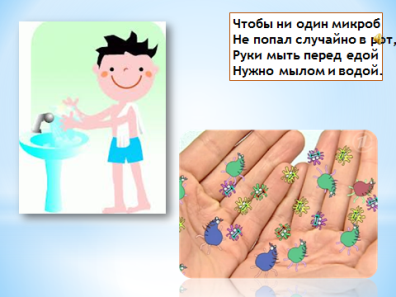 Чтобы ни один микроб
Не попал случайно в рот,
Руки мыть перед едой
Нужно мылом и водой.